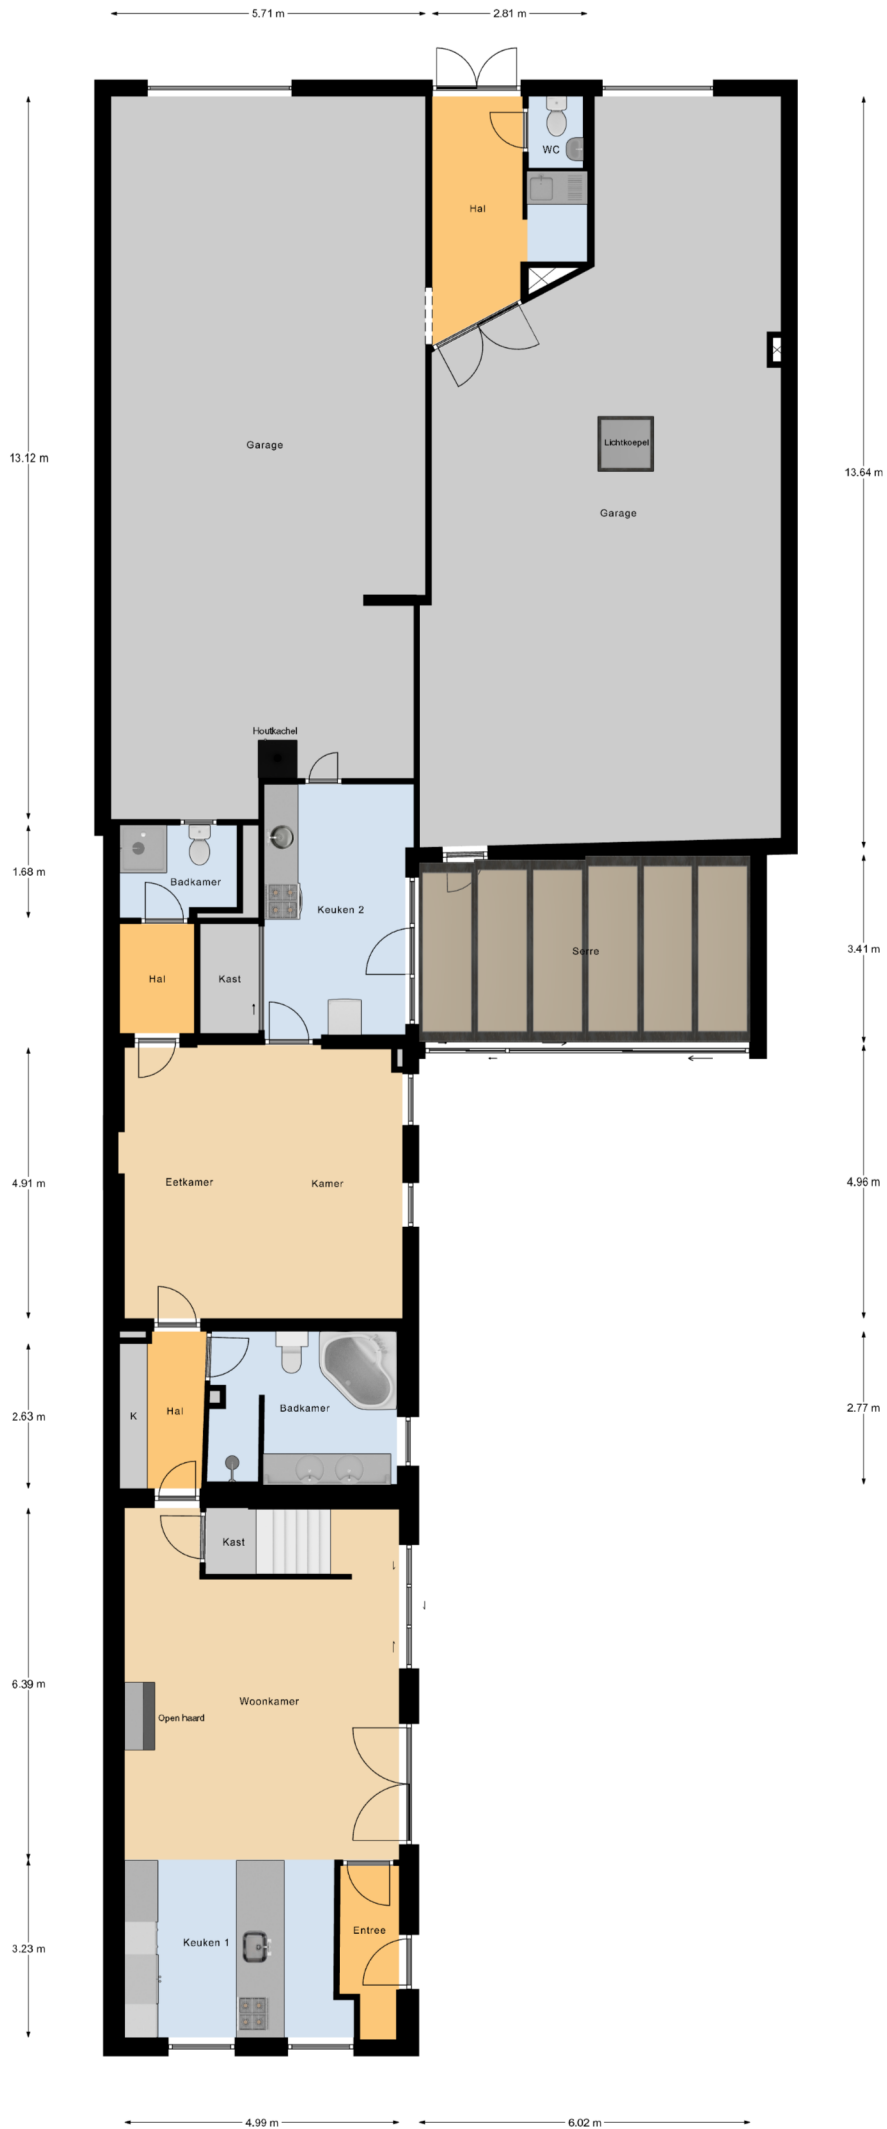 5.71 m
2.81 m
WC
Hal
Garage
Lichtkoepel
13.12 m
13.64 m
Garage
Houtkachel
1.68 m
Badkamer
Keuken 2
Hal
Kast
Serre
3.41 m
4.91 m
Eetkamer
Kamer
4.96 m
2.63 m
K
Hal
Badkamer
2.77 m
Kast
6.39 m
Woonkamer
Open haard
Entree
Keuken 1
3.23 m
4.99 m
6.02 m